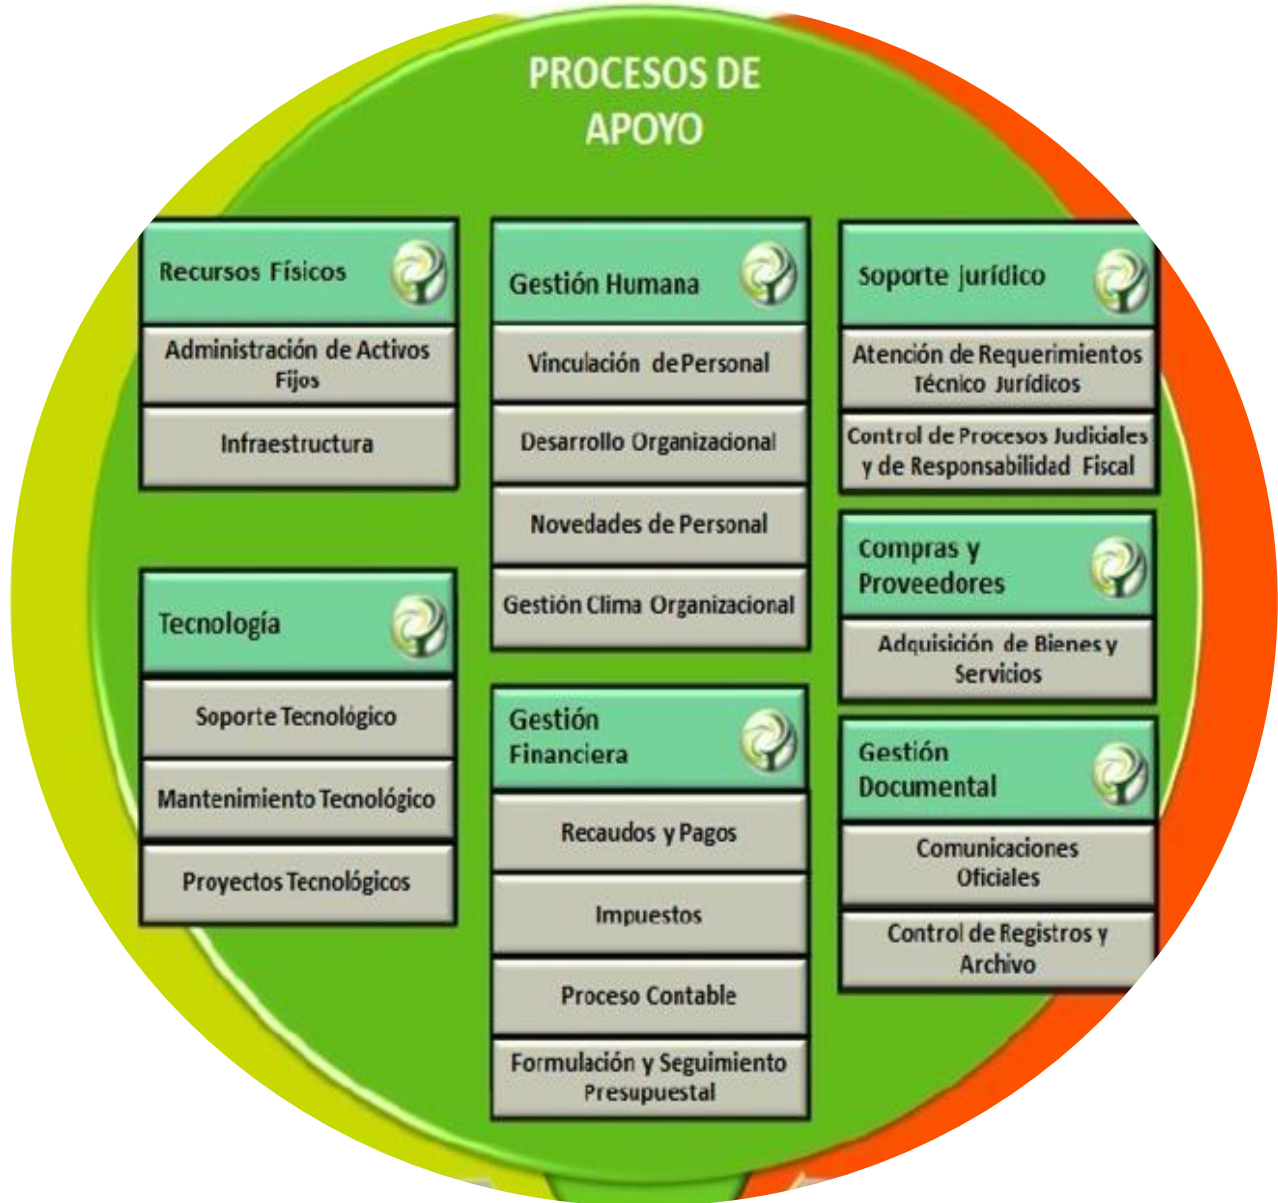 PROCESOS DE
APOYO
Recursos Físicos
Administración de Activos
Fijos
Infraestructura
Tecnología
Soporte Tecnológico
Mantenimiento Tecnológico
Proyectos Tecnológicos
Gestión Humana
Vinculación de Personal
Desarrollo Organizacional
Novedades de Personal
Gestión Clima Organizacional
Gestión
Financiera
Recaudos y Pagos
Impuestos
Proceso Contable
Formulación y Seguimiento
Presupuestal
Soporte Jurídico
Atención de Requerimientos
Técnico Jurídicos
Control de Procesos Judiciales
y de Responsabilidad Fiscal
Compras y
Proveedores
Adquisición de Bienes y
Servicios
Gestión
Documental
Comunicaciones
Oficiales
Control de Registros y
Archivo